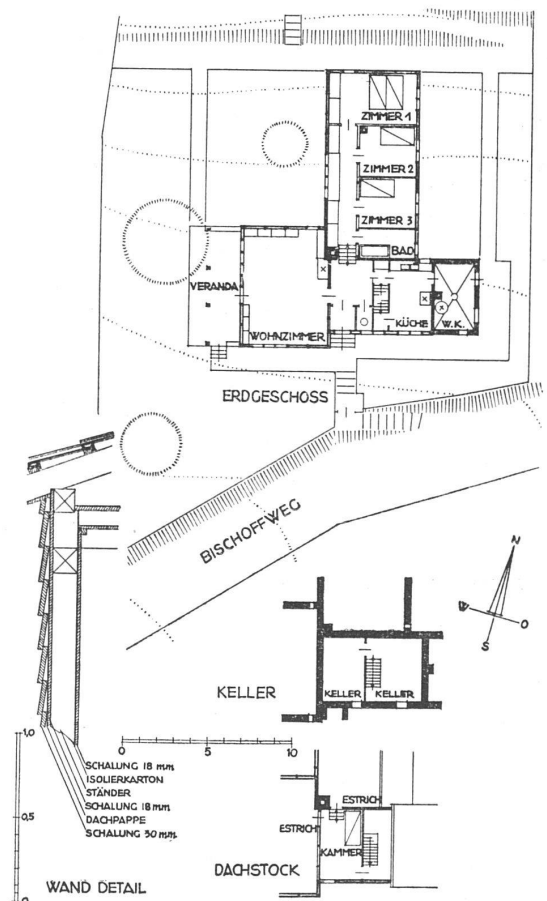 ZIMMER 1
ZIMMER 2
ZIMMER 3
BAD
VERANDA
WOHNZIMMER
KÜCHE
W.K.
ERDGESCHOSS
BISCHOFFWEG
N
W
O
S
KELLER
KELLER KELLER
1,0
0 5 10
SCHALUNG 18 mm
ISOLIERKARTON
STÄNDER
SCHALUNG 18 mm
DACHPAPPE
SCHALUNG 30 mm
0,5
ESTRICH
ESTRICH
KAMMER
DACHSTOCK
WAND DETAIL
0